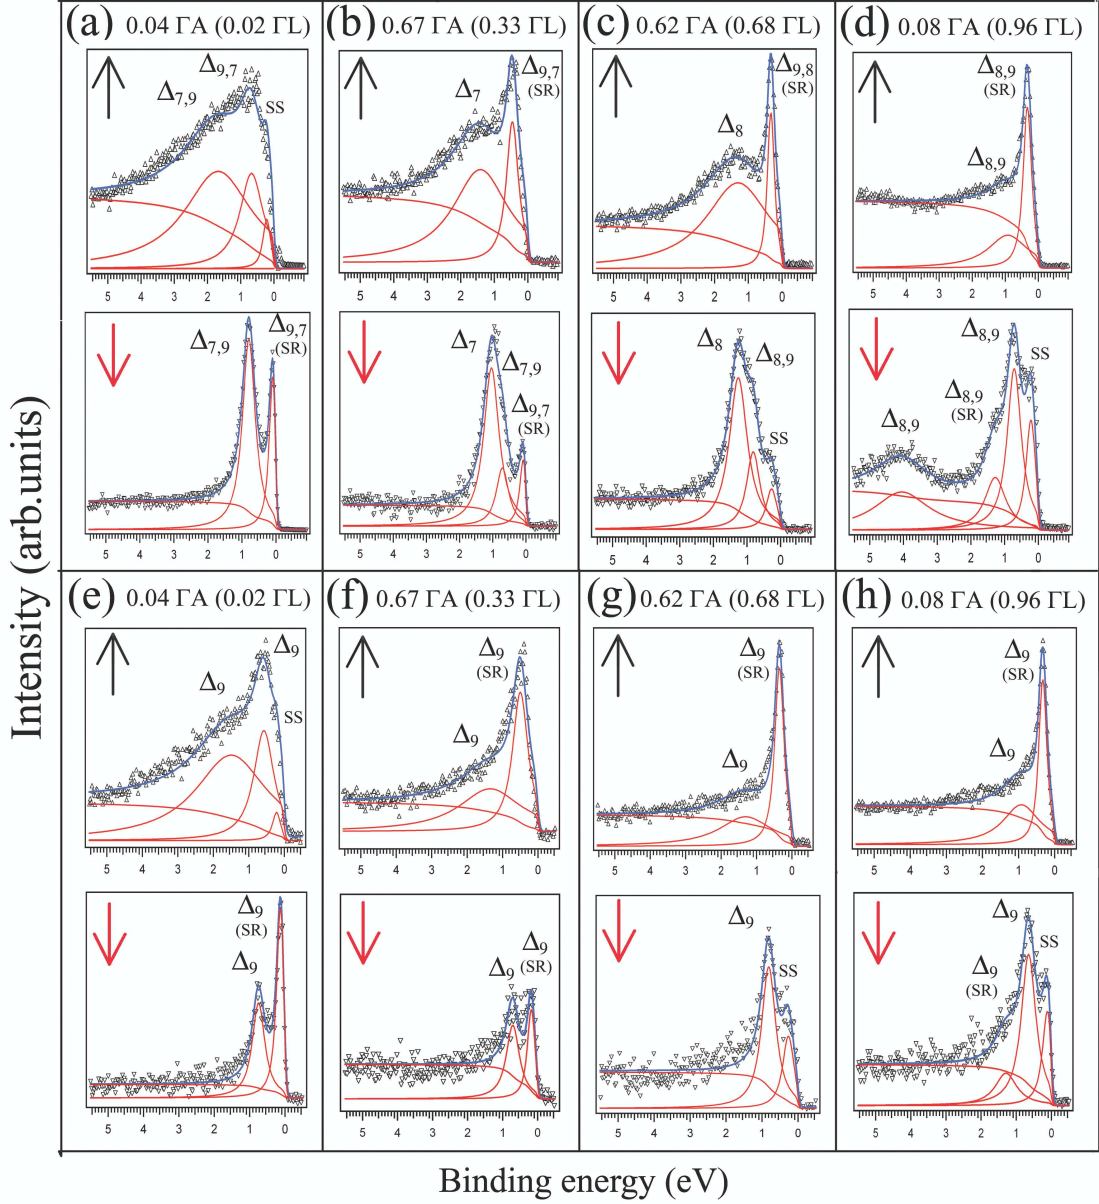 Intensity (arb.units)
(a) 0.04 ΓA (0.02 ΓL)
Δ7,9
Δ9,7
SS
5 4 3 2 1 0
Δ7,9
Δ9,7
(SR)
5 4 3 2 1 0
(b) 0.67 ΓA (0.33 ΓL)
Δ7
Δ9,7
(SR)
5 4 3 2 1 0
Δ7
Δ7,9
Δ9,7
(SR)
5 4 3 2 1 0
(c) 0.62 ΓA (0.68 ΓL)
Δ8
Δ9,8
(SR)
5 4 3 2 1 0
Δ8
Δ8,9
SS
5 4 3 2 1 0
(d) 0.08 ΓA (0.96 ΓL)
Δ8,9
(SR)
Δ8,9
5 4 3 2 1 0
Δ8,9
SS
Δ8,9
(SR)
Δ8,9
5 4 3 2 1 0
(e) 0.04 ΓA (0.02 ΓL)
Δ9
Δ9
SS
5 4 3 2 1 0
Δ9
(SR)
Δ9
5 4 3 2 1 0
(f) 0.67 ΓA (0.33 ΓL)
Δ9
(SR)
Δ9
5 4 3 2 1 0
Δ9
Δ9
(SR)
5 4 3 2 1 0
(g) 0.62 ΓA (0.68 ΓL)
Δ9
(SR)
Δ9
5 4 3 2 1 0
Δ9
SS
5 4 3 2 1 0
(h) 0.08 ΓA (0.96 ΓL)
Δ9
(SR)
Δ9
5 4 3 2 1 0
Δ9
SS
Δ9
(SR)
5 4 3 2 1 0
Binding energy (eV)